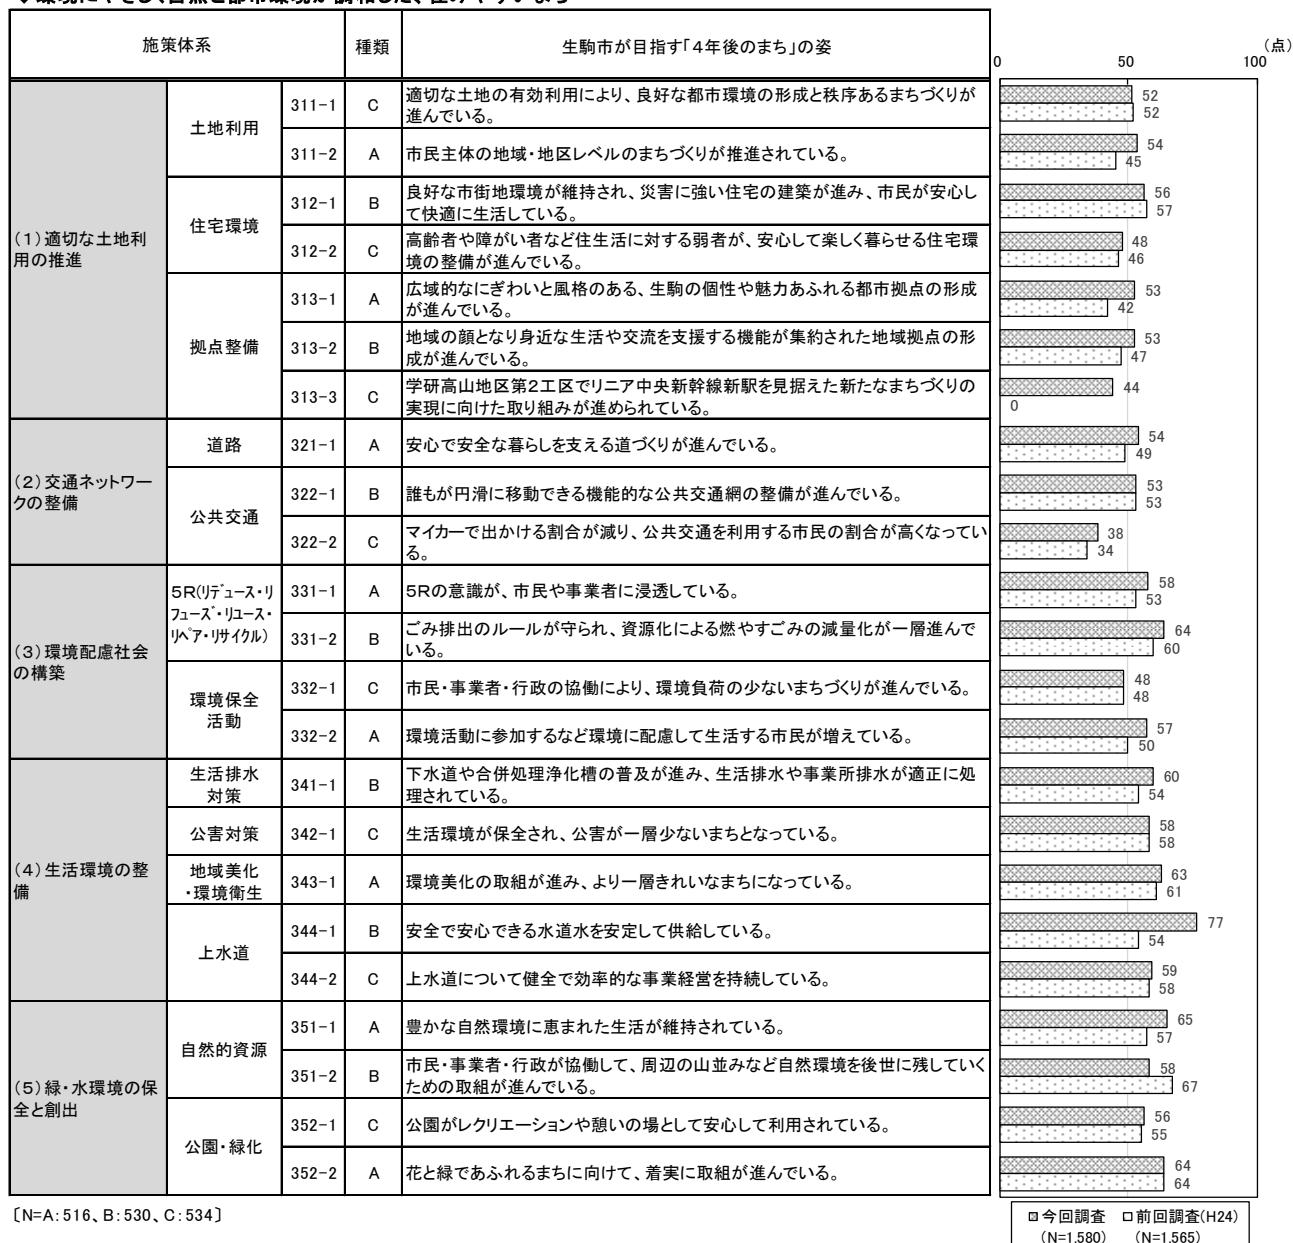 施策体系 種類 生駒市が目指す「4年後のまち」の姿 (点)
0 50 100
(1)適切な土地利
用の推進
土地利用
311-1 C 適切な土地の有効利用により、良好な都市環境の形成と秩序あるまちづくりが
進んでいる。
52
52
311-2 A 市民主体の地域・地区レベルのまちづくりが推進されている。
54
45
住宅環境
312-1 B 良好な市街地環境が維持され、災害に強い住宅の建築が進み、市民が安心し
て快適に生活している。
56
57
312-2 C 高齢者や障がい者など住生活に対する弱者が、安心して楽しく暮らせる住宅環
境の整備が進んでいる。
48
46
拠点整備
313-1 A 広域的なにぎわいと風格のある、生駒の個性や魅力あふれる都市拠点の形成
が進んでいる。
53
42
313-2 B 地域の顔となり身近な生活や交流を支援する機能が集約された地域拠点の形
成が進んでいる。
53
47
313-3 C 学研高山地区第2工区でリニア中央新幹線新駅を見据えた新たなまちづくりの
実現に向けた取り組みが進められている。
44
0
(2)交通ネットワー
クの整備
道路
321-1 A 安心で安全な暮らしを支える道づくりが進んでいる。
54
49
公共交通
322-1 B 誰もが円滑に移動できる機能的な公共交通網の整備が進んでいる。
53
53
322-2 C マイカーで出かける割合が減り、公共交通を利用する市民の割合が高くなってい
る。
38
34
(3)環境配慮社会
の構築
5R(リデュース・リ
フューズ・リユース・
リペア・リサイクル)
331-1 A 5Rの意識が、市民や事業者に浸透している。
58
53
331-2 B ごみ排出のルールが守られ、資源化による燃やすごみの減量化が一層進んで
いる。
64
60
環境保全
活動
332-1 C 市民・事業者・行政の協働により、環境負荷の少ないまちづくりが進んでいる。
48
48
332-2 A 環境活動に参加するなど環境に配慮して生活する市民が増えている。
57
50
(4)生活環境の整
備
生活排水
対策
341-1 B 下水道や合併処理浄化槽の普及が進み、生活排水や事業所排水が適正に処
理されている。
60
54
公害対策
342-1 C 生活環境が保全され、公害が一層少ないまちとなっている。
58
58
地域美化
・環境衛生
343-1 A 環境美化の取組が進み、より一層きれいなまちになっている。
63
61
上水道
344-1 B 安全で安心できる水道水を安定して供給している。
77
54
344-2 C 上水道について健全で効率的な事業経営を持続している。
59
58
(5)緑・水環境の保
全と創出
自然的資源
351-1 A 豊かな自然環境に恵まれた生活が維持されている。
65
57
351-2 B 市民・事業者・行政が協働して、周辺の山並みなど自然環境を後世に残していく
ための取組が進んでいる。
58
67
公園・緑化
352-1 C 公園がレクリエーションや憩いの場として安心して利用されている。
56
55
352-2 A 花と緑であふれるまちに向けて、着実に取組が進んでいる。
64
64
〔N=A:516、B:530、C:534〕
今回調査 前回調査(H24)
(N=1,580) (N=1,565)